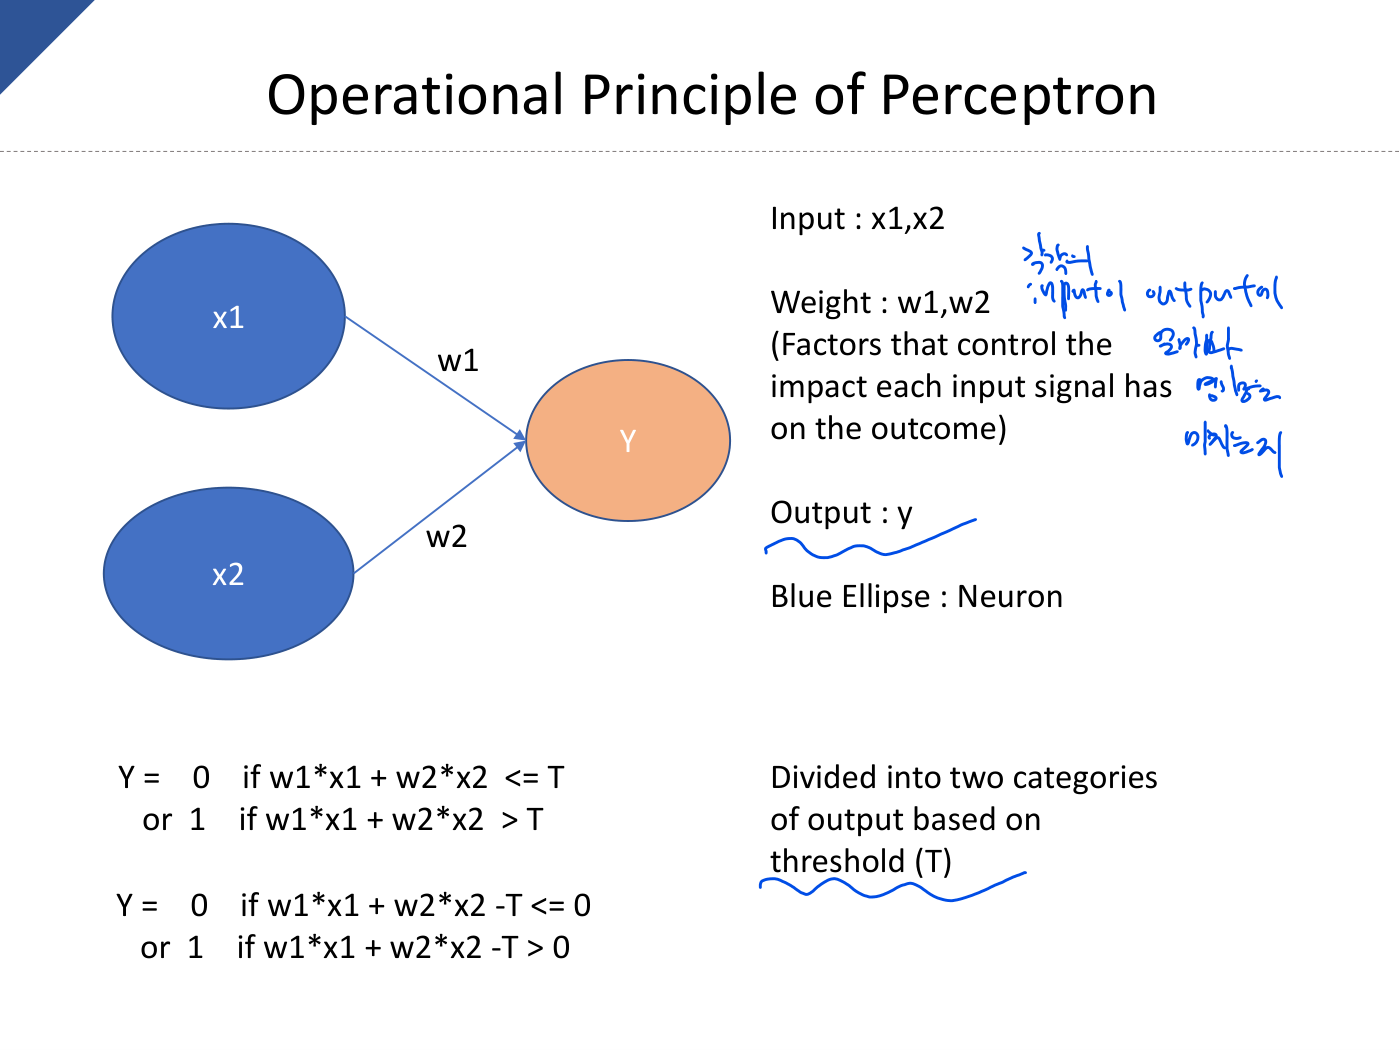 Operational Principle of Perceptron
x1
w1
Y
w2
x2
Input : x1,x2
각각의
Weight : w1,w2
input이 output에
(Factors that control the
얼마나
impact each input signal has
영향을
on the outcome)
미치는지
Output : y
Blue Ellipse : Neuron
Y = 0 if w1*x1 + w2*x2 <= T
or 1 if w1*x1 + w2*x2 > T
Y = 0 if w1*x1 + w2*x2 -T <= 0
or 1 if w1*x1 + w2*x2 -T > 0
Divided into two categories
of output based on
threshold (T)